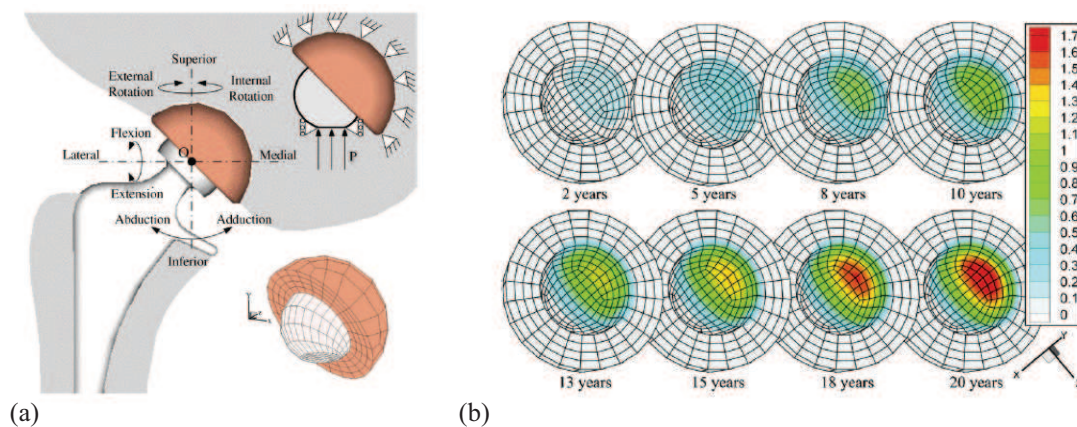 Superior
External
Rotation
Internal
Rotation
Flexion
Lateral
O
Medial
P
Extension
Abduction
Adduction
Inferior
(a)
2 years
5 years
8 years
10 years
13 years
15 years
18 years
20 years
1.7
1.6
1.5
1.4
1.3
1.2
1.1
1
0.9
0.8
0.7
0.6
0.5
0.4
0.3
0.2
0.1
0
X
Y
(b)